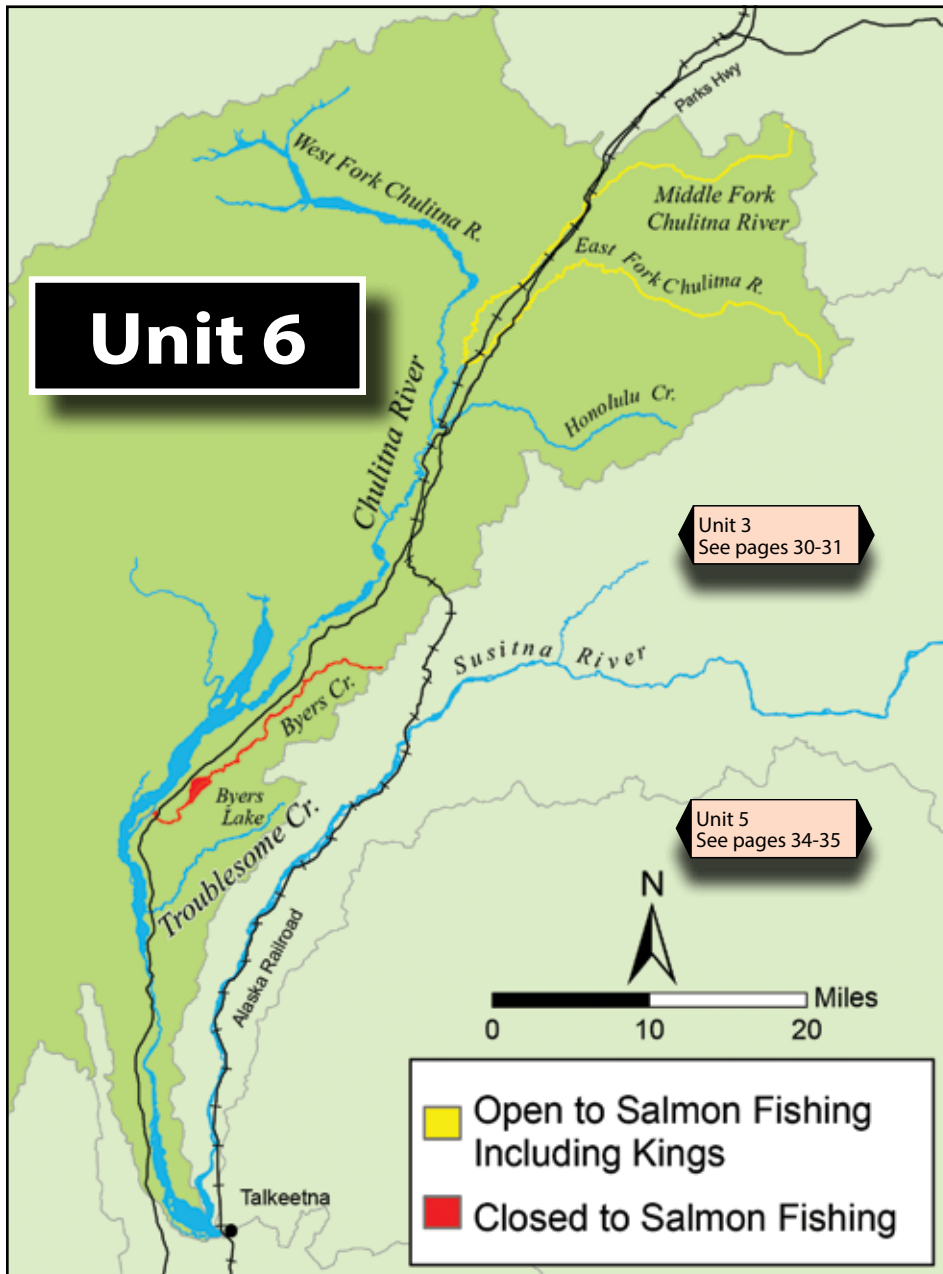 Parks Hwy
West Fork Chulitna R.
Middle Fork
Chulitna River
East Fork Chulitna R.
Unit 6
Chulitna River
Honolulu Cr.
Unit 3
See pages 30-31
Susitna River
Byers Cr.
Byers
Lake
Troublesome Cr.
Unit 5
See pages 34-35
N
Alaska Railroad
Miles
0 10 20
Talkeetna
Open to Salmon Fishing
Including Kings
Closed to Salmon Fishing